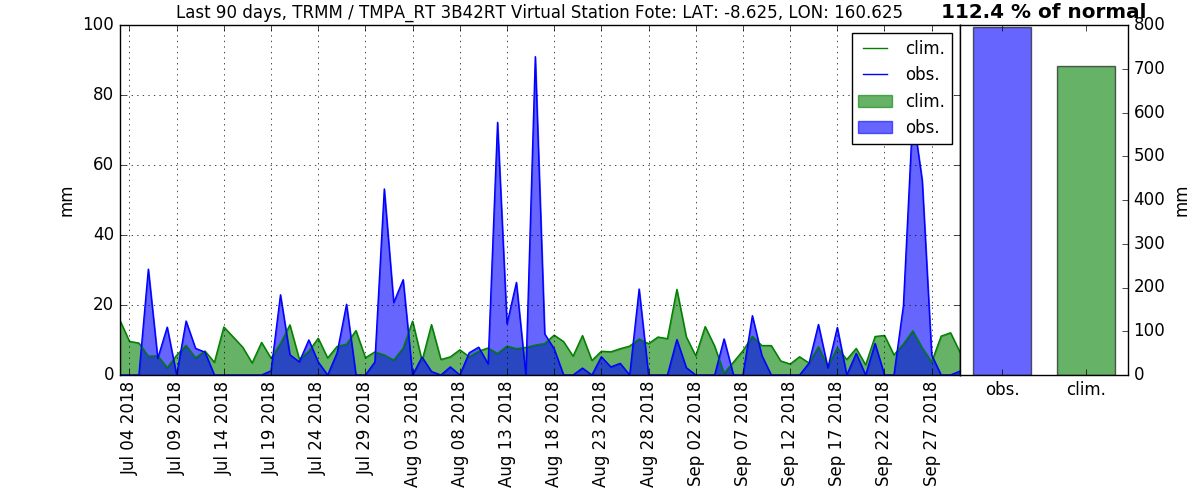 Last 90 days, TRMM / TMPA_RT 3B42RT Virtual Station Fote: LAT: -8.625, LON: 160.625
112.4 % of normal
clim.
obs.
clim.
obs.
mm
100
80
60
40
20
0
Jul 04 2018
Jul 09 2018
Jul 14 2018
Jul 19 2018
Jul 24 2018
Jul 29 2018
Aug 03 2018
Aug 08 2018
Aug 13 2018
Aug 18 2018
Aug 23 2018
Aug 28 2018
Sep 02 2018
Sep 07 2018
Sep 12 2018
Sep 17 2018
Sep 22 2018
Sep 27 2018
800
700
600
500
400
300
200
100
0
mm
obs.
clim.